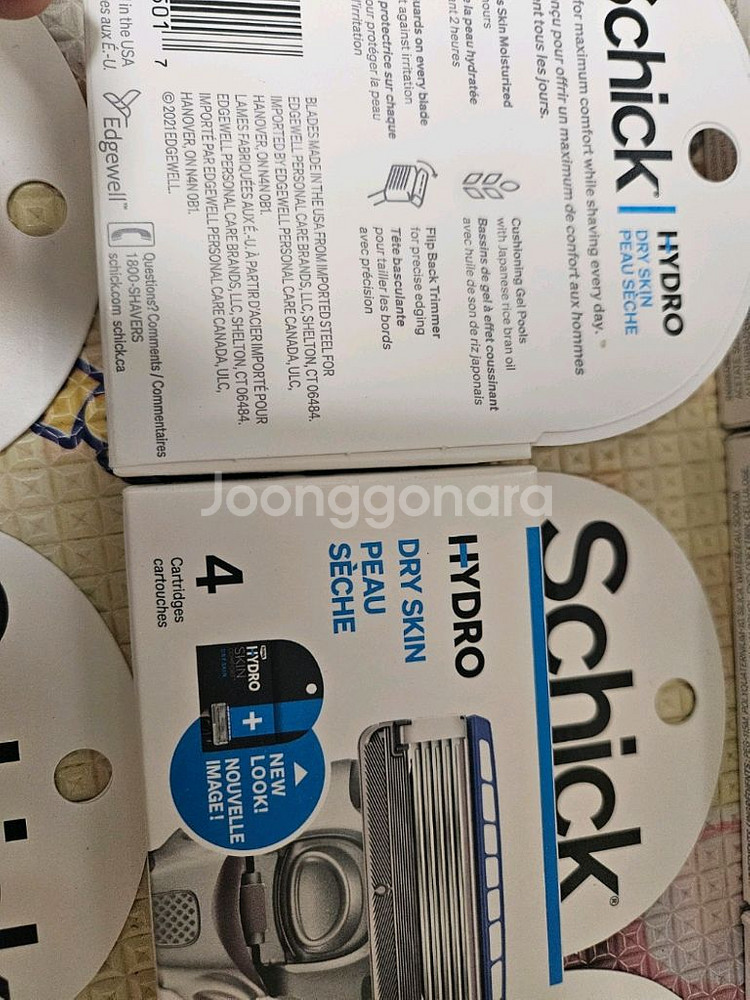 Schick | HYDRO
DRY SKIN
PEAU SÈCHE
for maximum comfort while shaving every day.
pour offrir un maximum de confort aux hommes
tous les jours.
Skin Moisturized
hours
la peau hydratée
2 heures
Cushioning Gel Pools
with Japanese rice bran oil
Bassins de gel à effet coussinant
avec huile de son de riz japonais
guards on every blade
against irritation
protectrice sur chaque
pour protéger la peau
l'irritation
Flip Back Trimmer
for precise edging
Tête basculante
pour tailler les bords
avec précision
BLADES MADE IN THE USA FROM IMPORTED STEEL FOR
EDGEWELL PERSONAL CARE BRANDS, LLC, SHELTON, CT 06484.
IMPORTED BY EDGEWELL PERSONAL CARE CANADA, ULC,
HANOVER, ON N4N 0B1.
LAMES FABRIQUÉES AUX É.-U. À PARTIR D'ACIER IMPORTÉ POUR
EDGEWELL PERSONAL CARE BRANDS, LLC, SHELTON, CT 06484.
IMPORTÉ PAR EDGEWELL PERSONAL CARE CANADA, ULC,
HANOVER, ON N4N 0B1.
© 2021 EDGEWELL.
501 7
in the USA
aux É.-U.
Edgewell™
Questions? Comments / Commentaires
1800-SHAVERS
schick.com schick.ca
Joonggonara
Schick®
HYDRO
DRY SKIN
PEAU
SÈCHE
4
Cartridges
cartouches
HYDRO
SKIN
NEW
LOOK!
NOUVELLE
IMAGE!